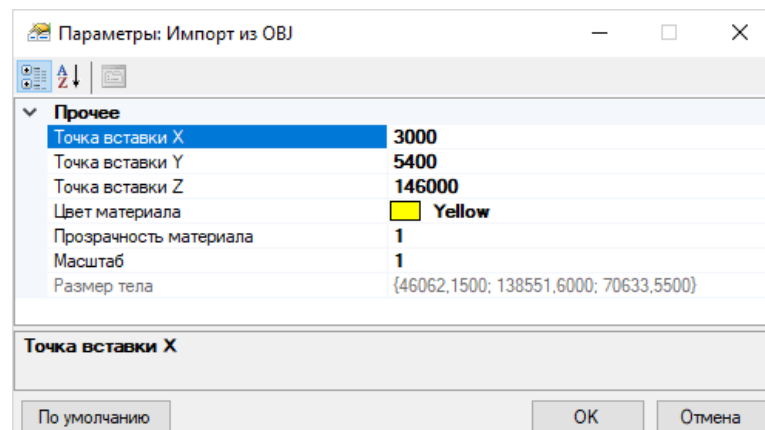 Параметры: Импорт из OBJ
Прочее
Точка вставки X 3000
Точка вставки Y 5400
Точка вставки Z 146000
Цвет материала Yellow
Прозрачность материала 1
Масштаб 1
Размер тела {46062,1500; 138551,6000; 70633,5500}
Точка вставки X
По умолчанию OK Отмена